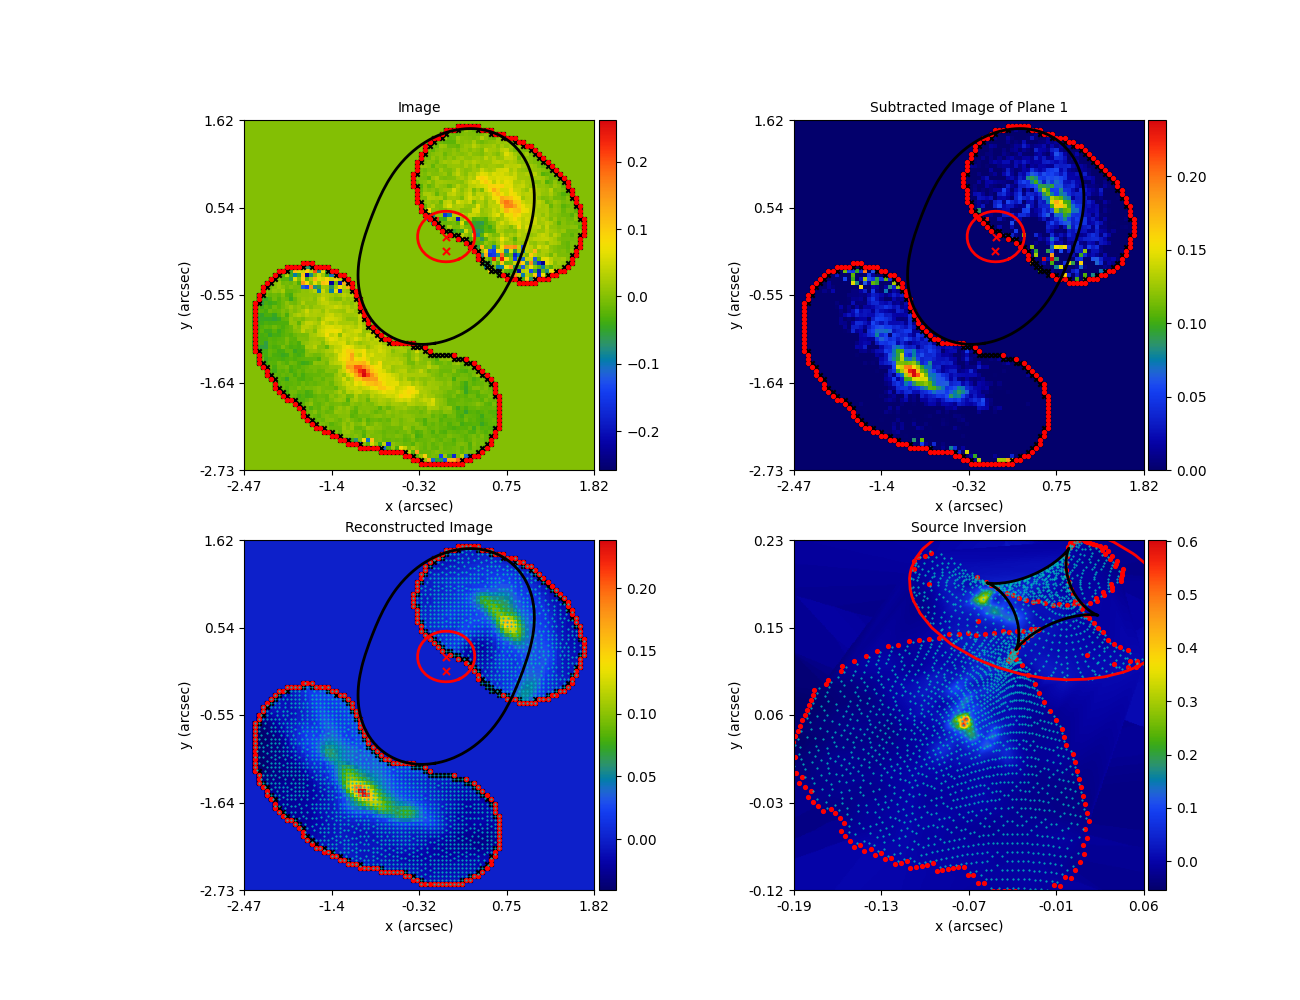 Image
1.62
0.54
-0.55
-1.64
-2.73
y (arcsec)
-2.47 -1.4 -0.32 0.75 1.82
x (arcsec)
0.2
0.1
0.0
−0.1
−0.2
Subtracted Image of Plane 1
1.62
0.54
-0.55
-1.64
-2.73
y (arcsec)
-2.47 -1.4 -0.32 0.75 1.82
x (arcsec)
0.20
0.15
0.10
0.05
0.00
Reconstructed Image
1.62
0.54
-0.55
-1.64
-2.73
y (arcsec)
-2.47 -1.4 -0.32 0.75 1.82
x (arcsec)
0.20
0.15
0.10
0.05
0.00
Source Inversion
0.23
0.15
0.06
-0.03
-0.12
y (arcsec)
-0.19 -0.13 -0.07 -0.01 0.06
x (arcsec)
0.6
0.5
0.4
0.3
0.2
0.1
0.0